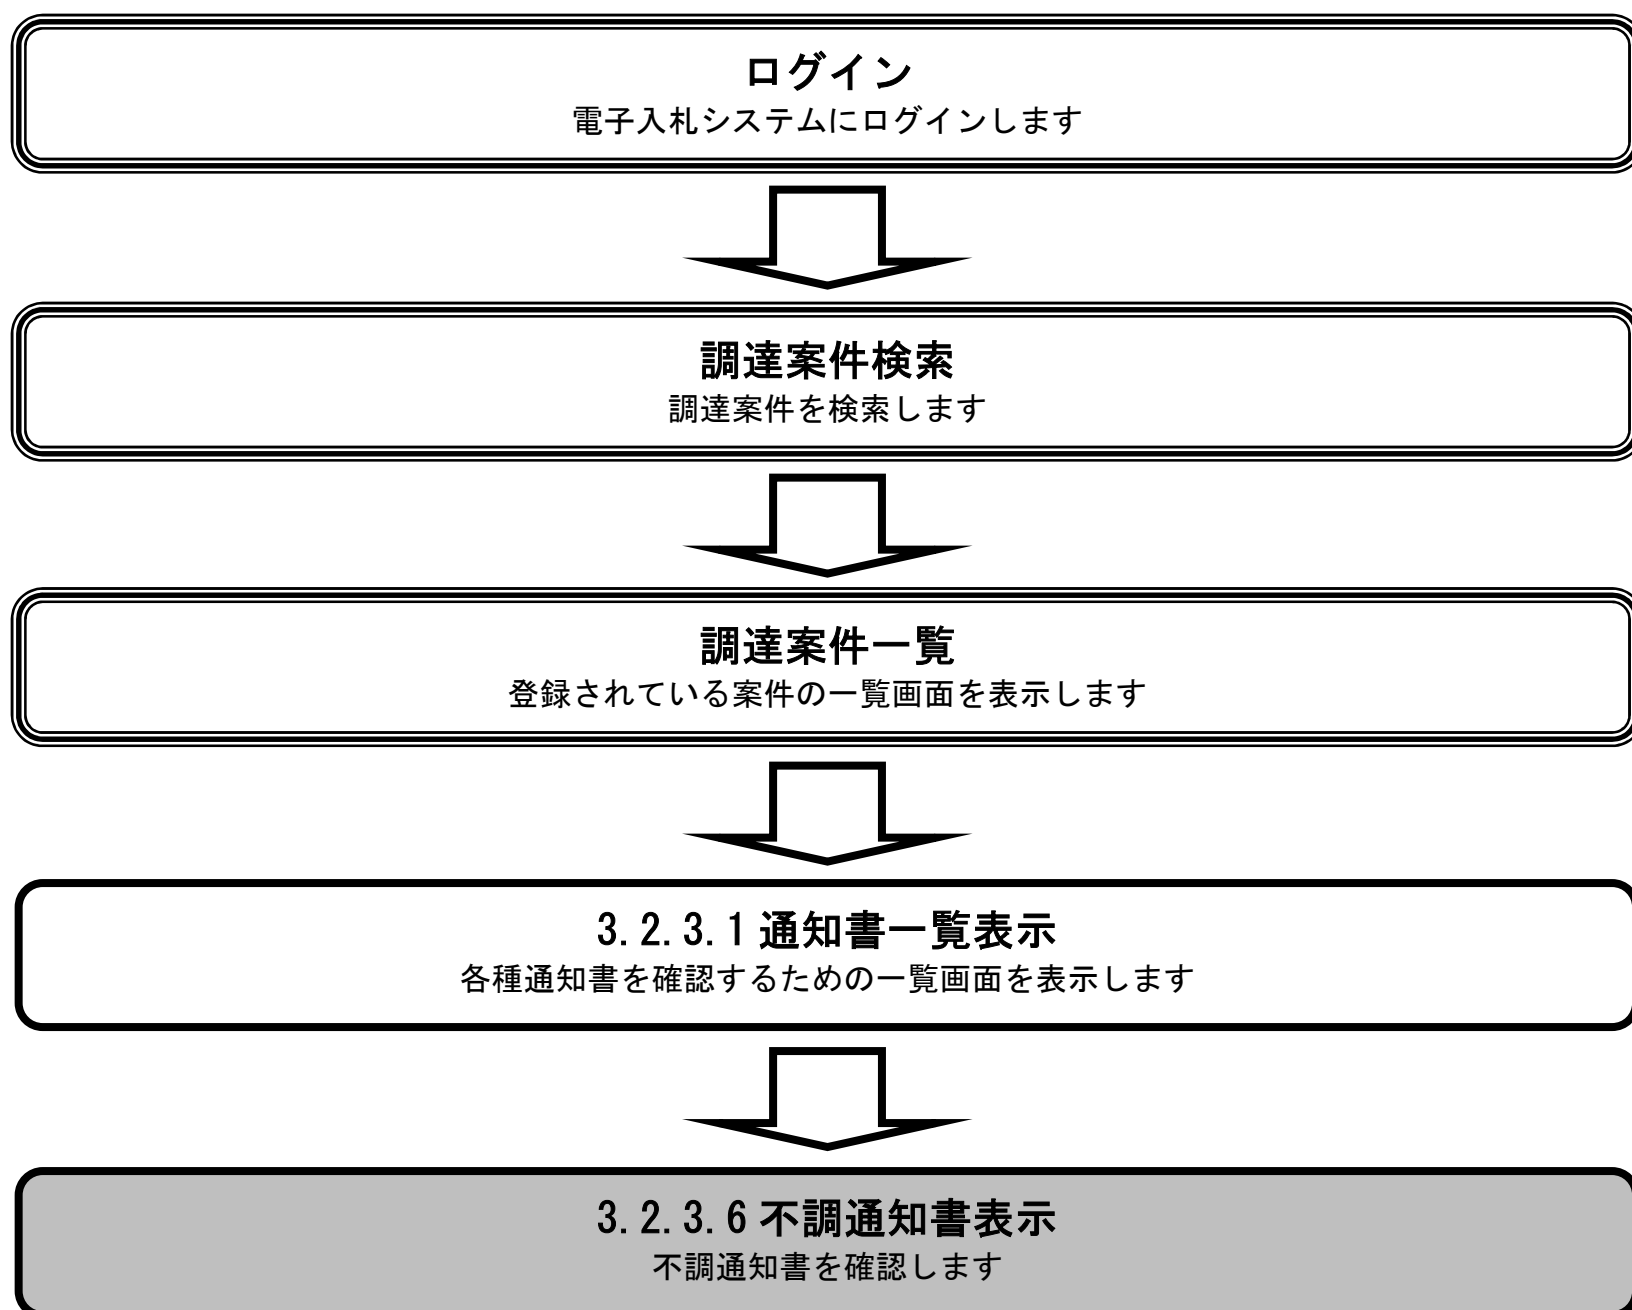 ログイン
電子入札システムにログインします
調達案件検索
調達案件を検索します
調達案件一覧
登録されている案件の一覧画面を表示します
3.2.3.1 通知書一覧表示
各種通知書を確認するための一覧画面を表示します
3.2.3.6 不調通知書表示
不調通知書を確認します